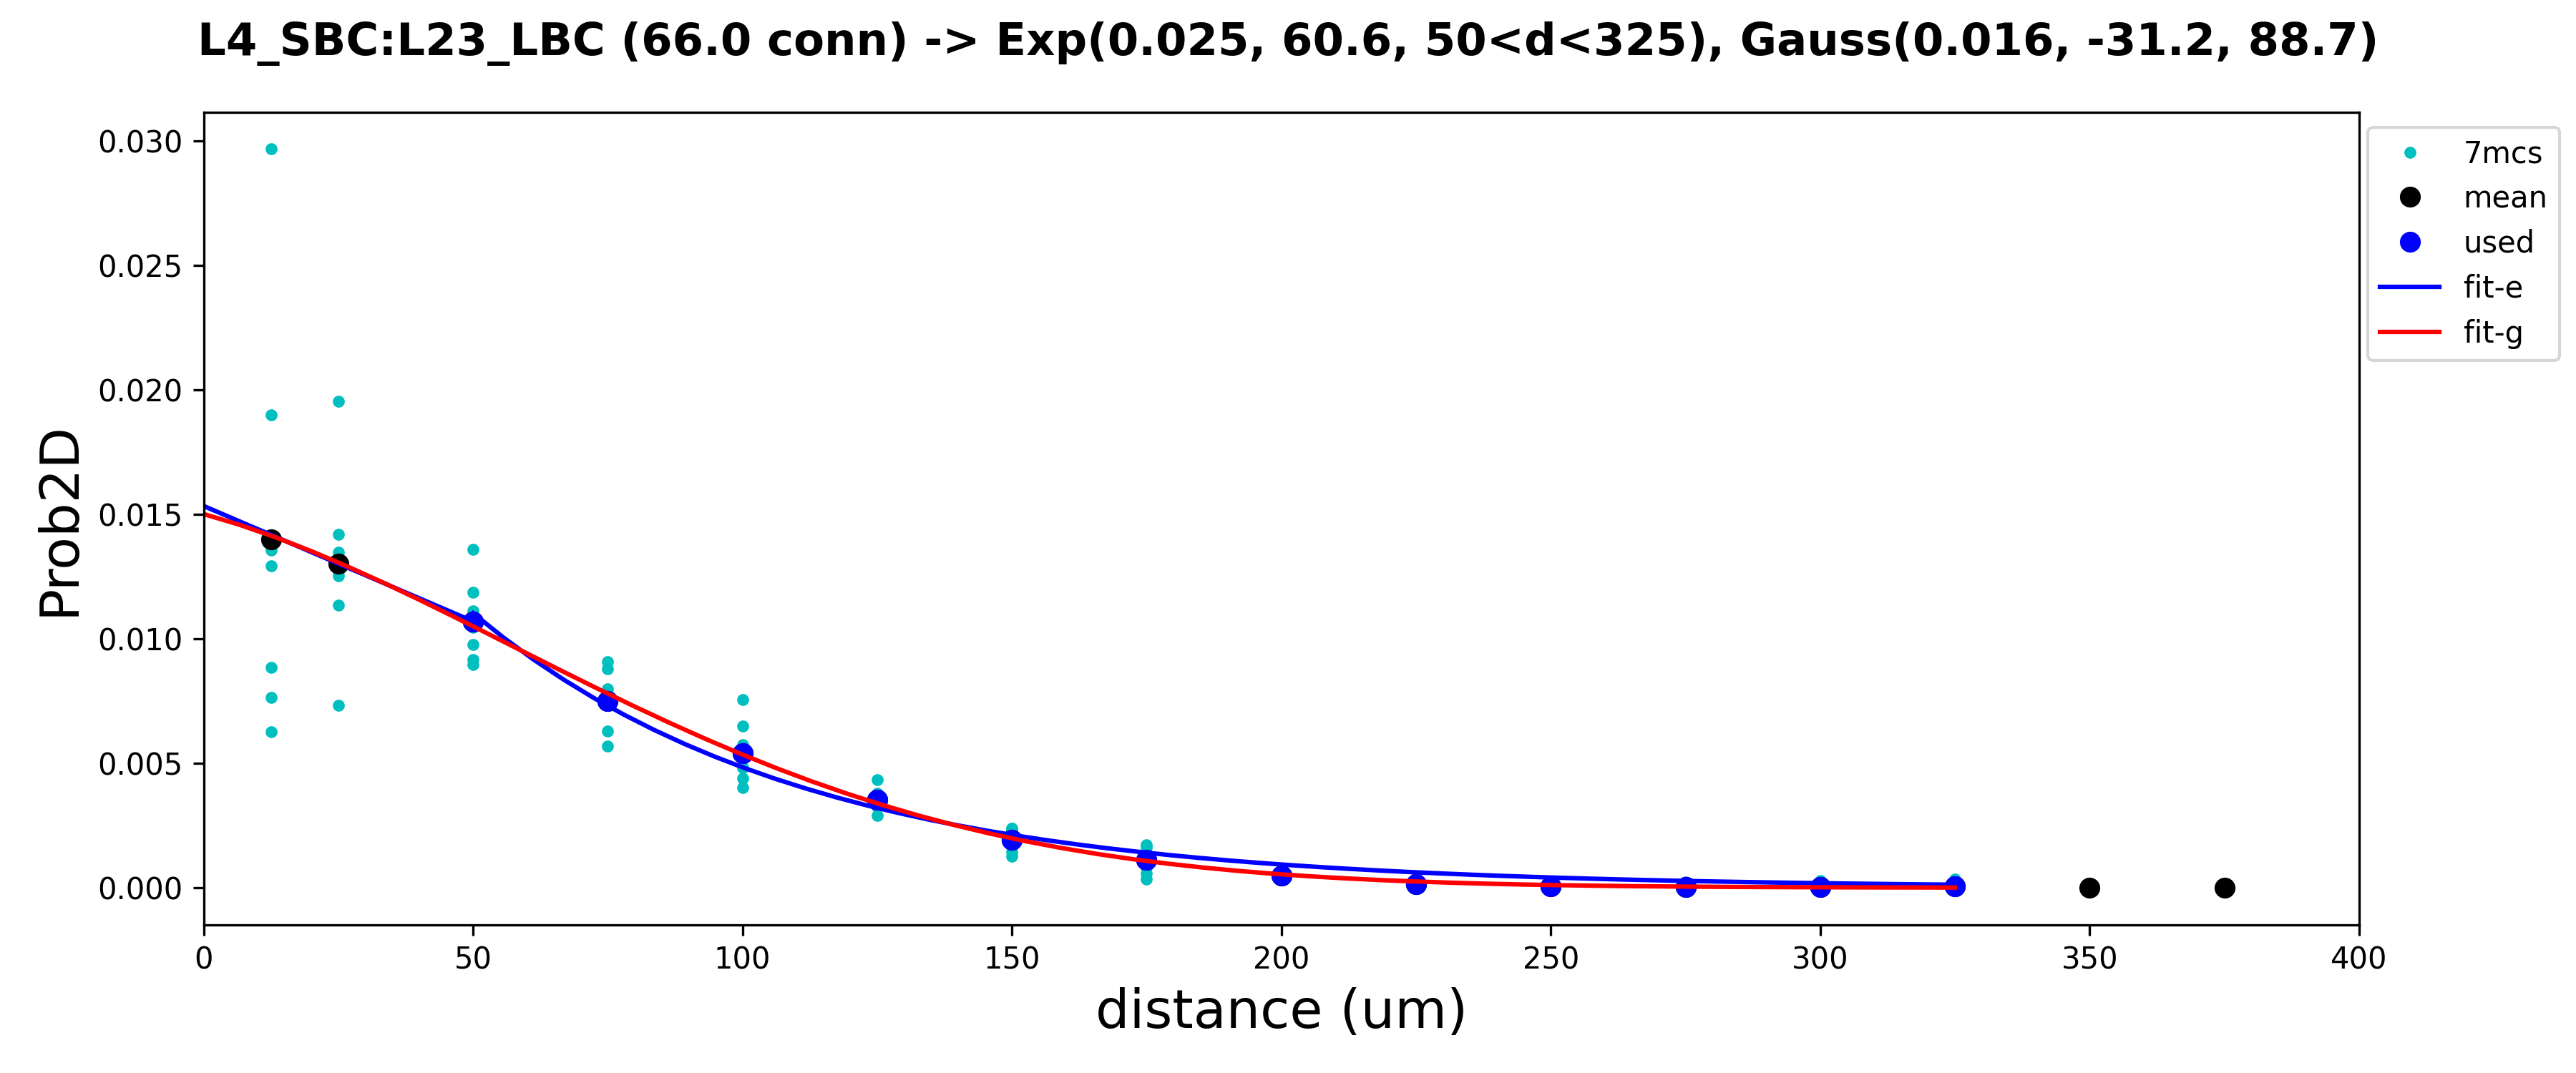 L4_SBC:L23_LBC (66.0 conn) -> Exp(0.025, 60.6, 50<d<325), Gauss(0.016, -31.2, 88.7)
0.030
0.025
0.020
0.015
0.010
0.005
0.000
Prob2D
0 50 100 150 200 250 300 350 400
distance (um)
7mcs
mean
used
fit-e
fit-g